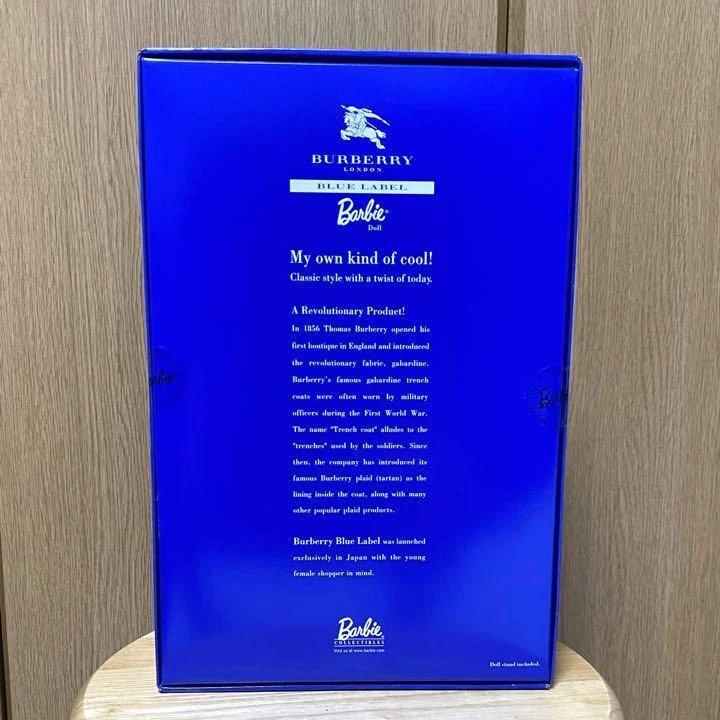 BURBERRY
LONDON
BLUE LABEL
Barbie®
Doll
My own kind of cool!
Classic style with a twist of today.
A Revolutionary Product!
In 1856 Thomas Burberry opened his
first boutique in England and introduced
the revolutionary fabric, gabardine.
Burberry's famous gabardine trench
coats were often worn by military
officers during the First World War.
The name "Trench coat" alludes to the
"trenches" used by the soldiers. Since
then, the company has introduced its
famous Burberry plaid (tartan) as the
lining inside the coat, along with many
other popular plaid products.
Burberry Blue Label was launched
exclusively in Japan with the young
female shopper in mind.
Barbie
COLLECTIBLES
Visit us at www.barbie.com
Doll stand included.